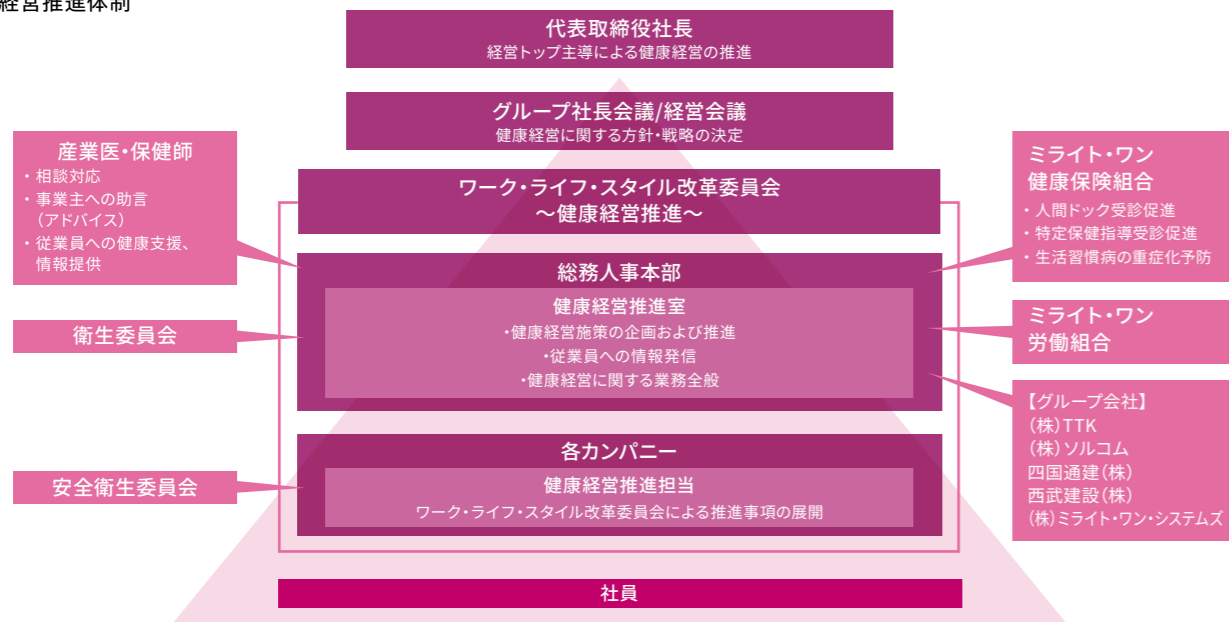 経営推進体制
代表取締役社長
経営トップ主導による健康経営の推進
グループ社長会議/経営会議
健康経営に関する方針・戦略の決定
ワーク・ライフ・スタイル改革委員会
～健康経営推進～
総務人事本部
健康経営推進室
・健康経営施策の企画および推進
・従業員への情報発信
・健康経営に関する業務全般
各カンパニー
健康経営推進担当
ワーク・ライフ・スタイル改革委員会による推進事項の展開
社員
産業医・保健師
・相談対応
・事業主への助言
（アドバイス）
・従業員への健康支援、
情報提供
衛生委員会
安全衛生委員会
ミライト・ワン
健康保険組合
・人間ドック受診促進
・特定保健指導受診促進
・生活習慣病の重症化予防
ミライト・ワン
労働組合
【グループ会社】
(株)TTK
(株)ソルコム
四国通建(株)
西武建設(株)
(株)ミライト・ワン・システムズ